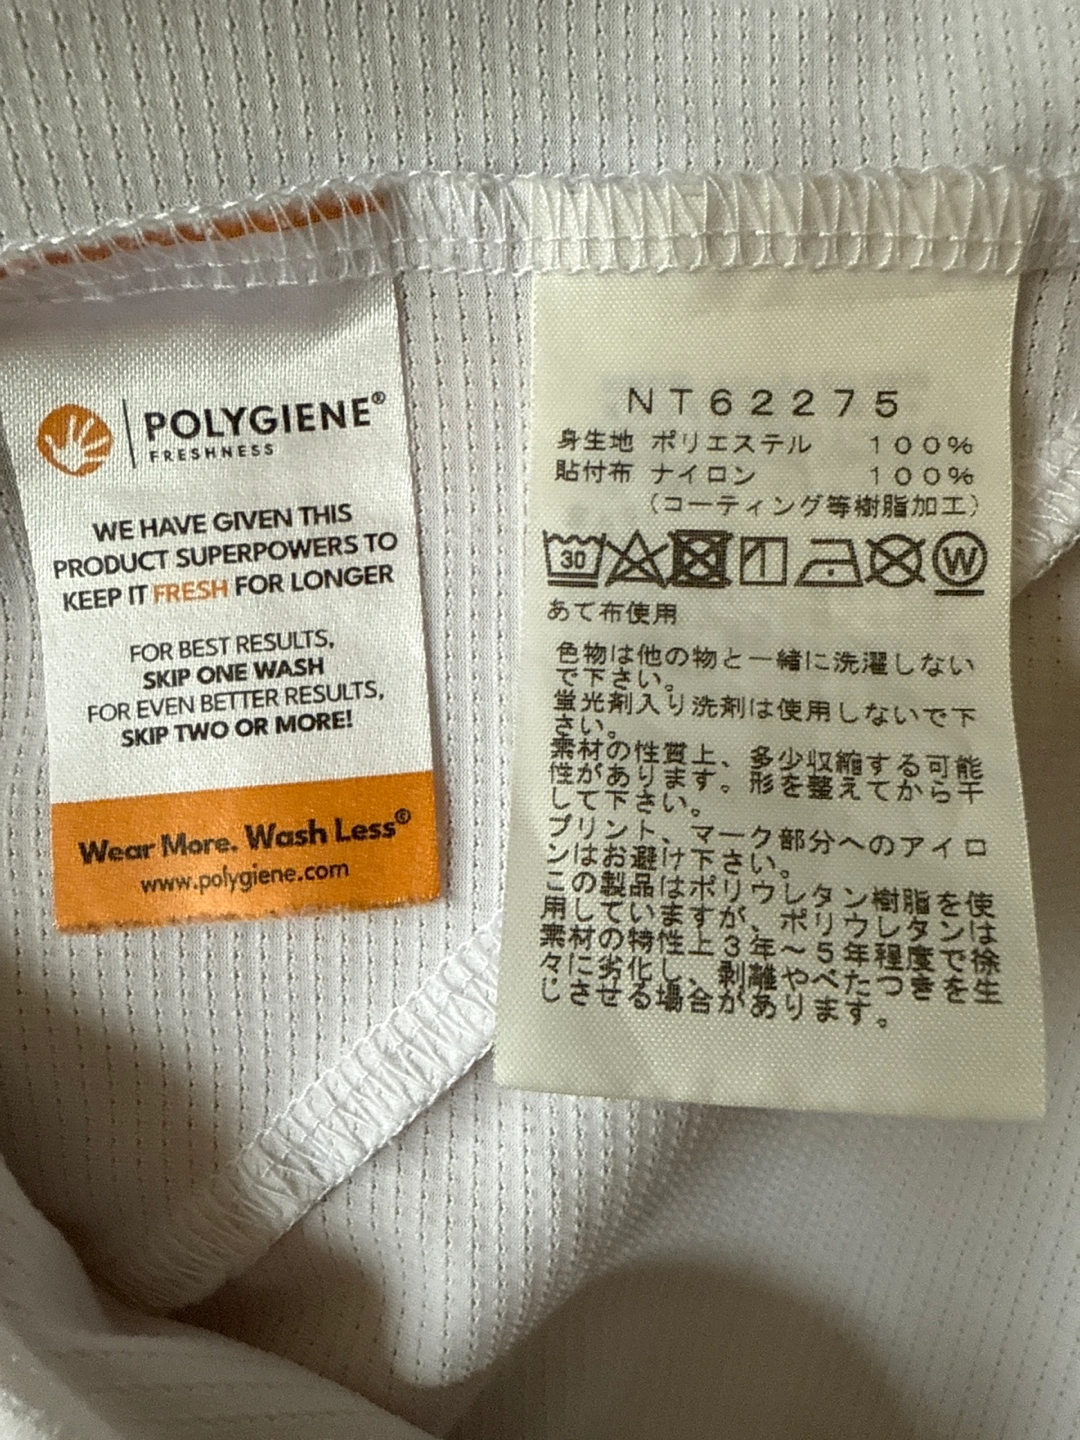 POLYGIENE®
FRESHNESS
WE HAVE GIVEN THIS
PRODUCT SUPERPOWERS TO
KEEP IT FRESH FOR LONGER
FOR BEST RESULTS,
SKIP ONE WASH
FOR EVEN BETTER RESULTS,
SKIP TWO OR MORE!
Wear More. Wash Less®
www.polygiene.com
NT62275
身生地 ポリエステル 100%
貼付布 ナイロン 100%
(コーティング等樹脂加工)
30 W
あて布使用
色物は他の物と一緒に洗濯しない
で下さい。
蛍光剤入り洗剤は使用しないで下
さい。
素材の性質上、多少収縮する可能
性があります。形を整えてから干
して下さい。
プリント、マーク部分へのアイロ
ンはお避け下さい。
この製品はポリウレタン樹脂を使
用していますが、ポリウレタンは
素材の特性上3年～5年程度で徐
々に劣化し、剥離やべたつきを生
じさせる場合があります。